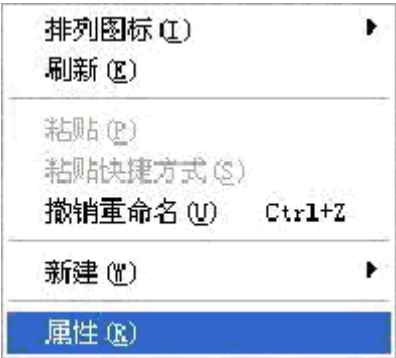 排列图标(I)
刷新(E)
粘贴(P)
粘贴快捷方式(S)
撤销重命名(U) Ctrl+Z
新建(W)
属性(R)